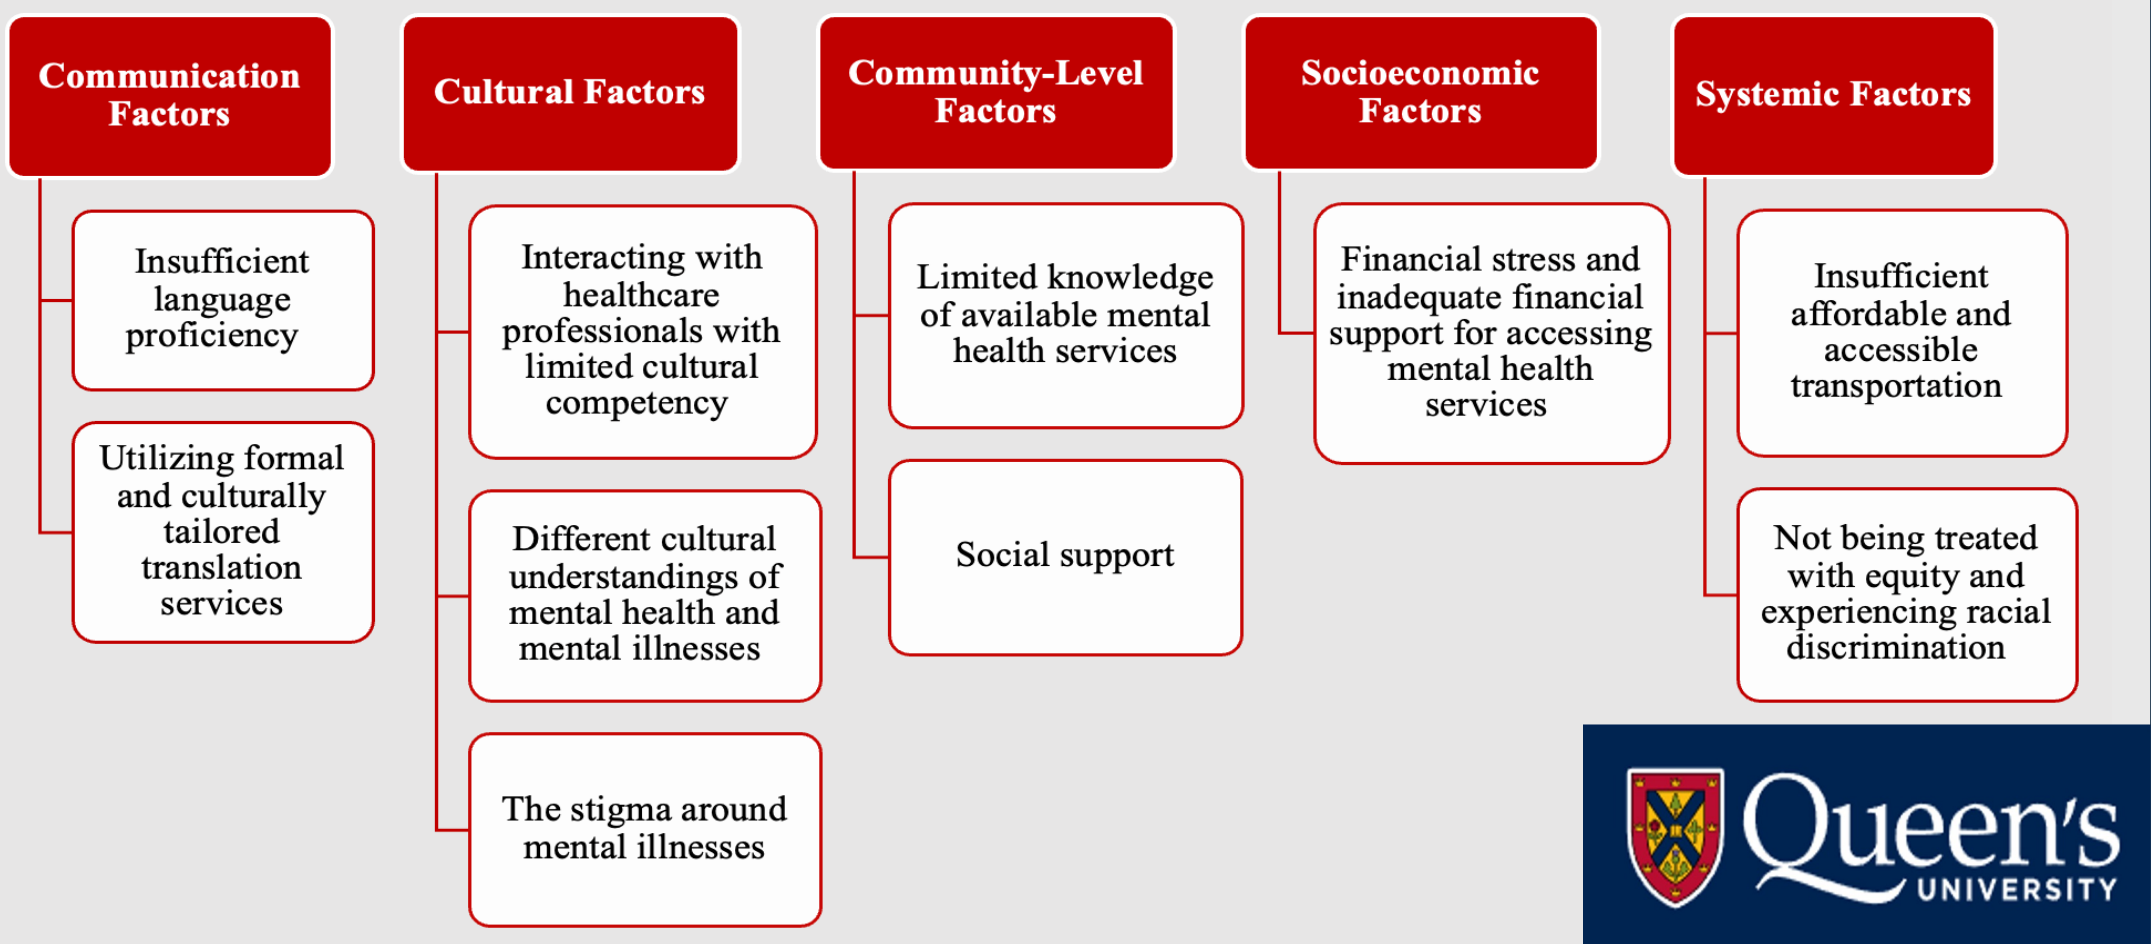 Communication
Factors
Insufficient
language
proficiency
Utilizing formal
and culturally
tailored
translation
services
Cultural Factors
Interacting with
healthcare
professionals with
limited cultural
competency
Different cultural
understandings of
mental health and
mental illnesses
The stigma around
mental illnesses
Community-Level
Factors
Limited knowledge
of available mental
health services
Social support
Socioeconomic
Factors
Financial stress and
inadequate financial
support for accessing
mental health
services
Systemic Factors
Insufficient
affordable and
accessible
transportation
Not being treated
with equity and
experiencing racial
discrimination
Queen's
UNIVERSITY